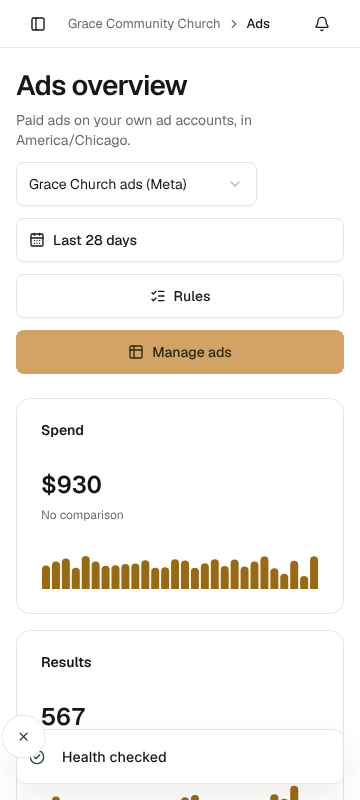 Grace Community Church > Ads
Ads overview
Paid ads on your own ad accounts, in
America/Chicago.
Grace Church ads (Meta)
Last 28 days
Rules
Manage ads
Spend
$930
No comparison
Results
567
Health checked